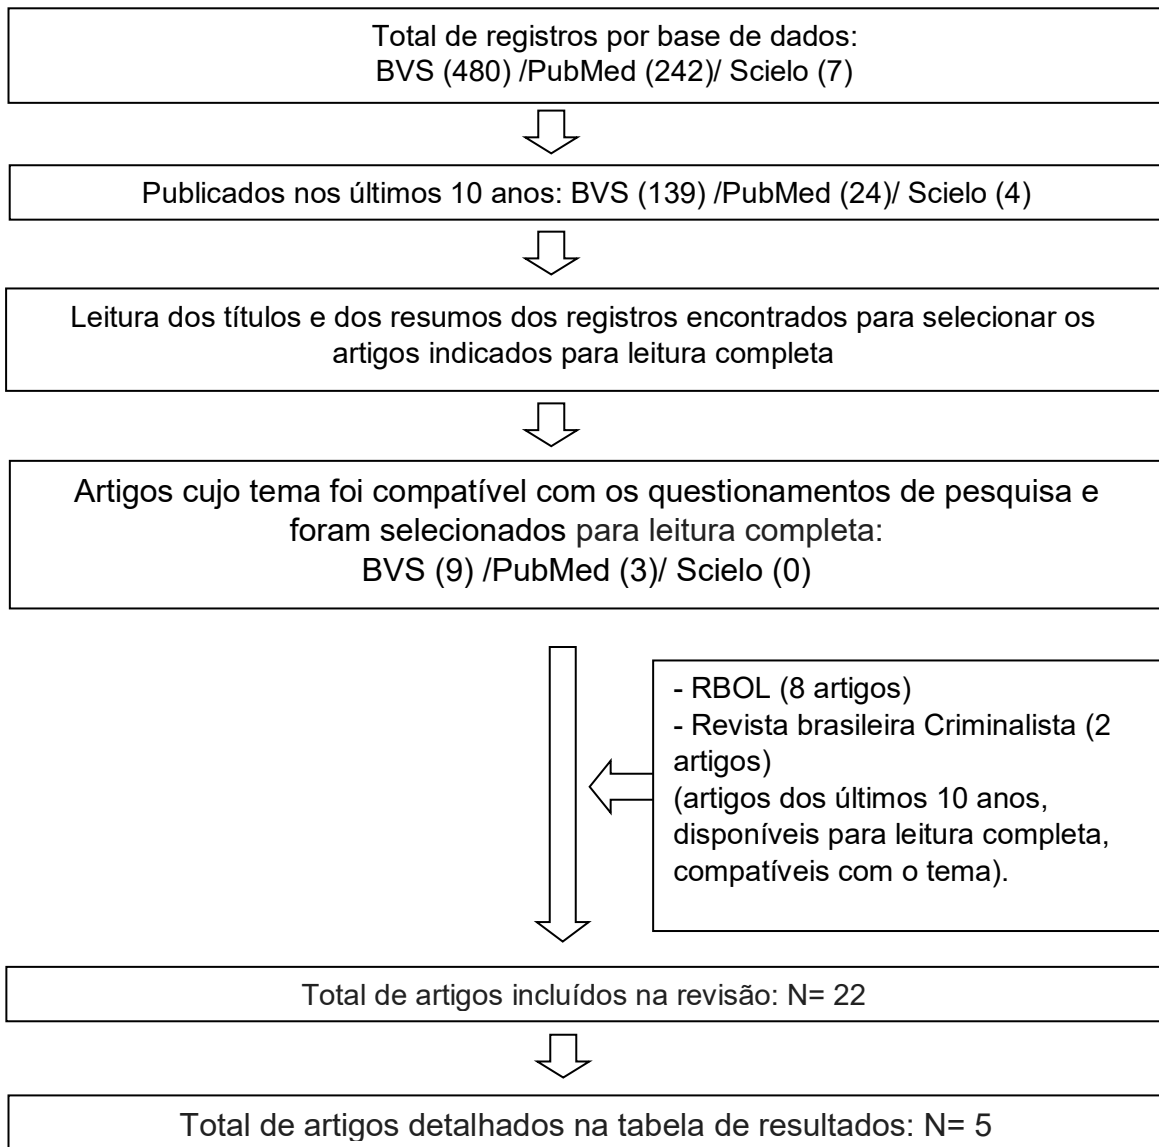 Total de registros por base de dados:
BVS (480) /PubMed (242)/ Scielo (7)
Publicados nos últimos 10 anos: BVS (139) /PubMed (24)/ Scielo (4)
Leitura dos títulos e dos resumos dos registros encontrados para selecionar os
artigos indicados para leitura completa
Artigos cujo tema foi compatível com os questionamentos de pesquisa e
foram selecionados para leitura completa:
BVS (9) /PubMed (3)/ Scielo (0)
- RBOL (8 artigos)
- Revista brasileira Criminalista (2
artigos)
(artigos dos últimos 10 anos,
disponíveis para leitura completa,
compatíveis com o tema).
Total de artigos incluídos na revisão: N= 22
Total de artigos detalhados na tabela de resultados: N= 5